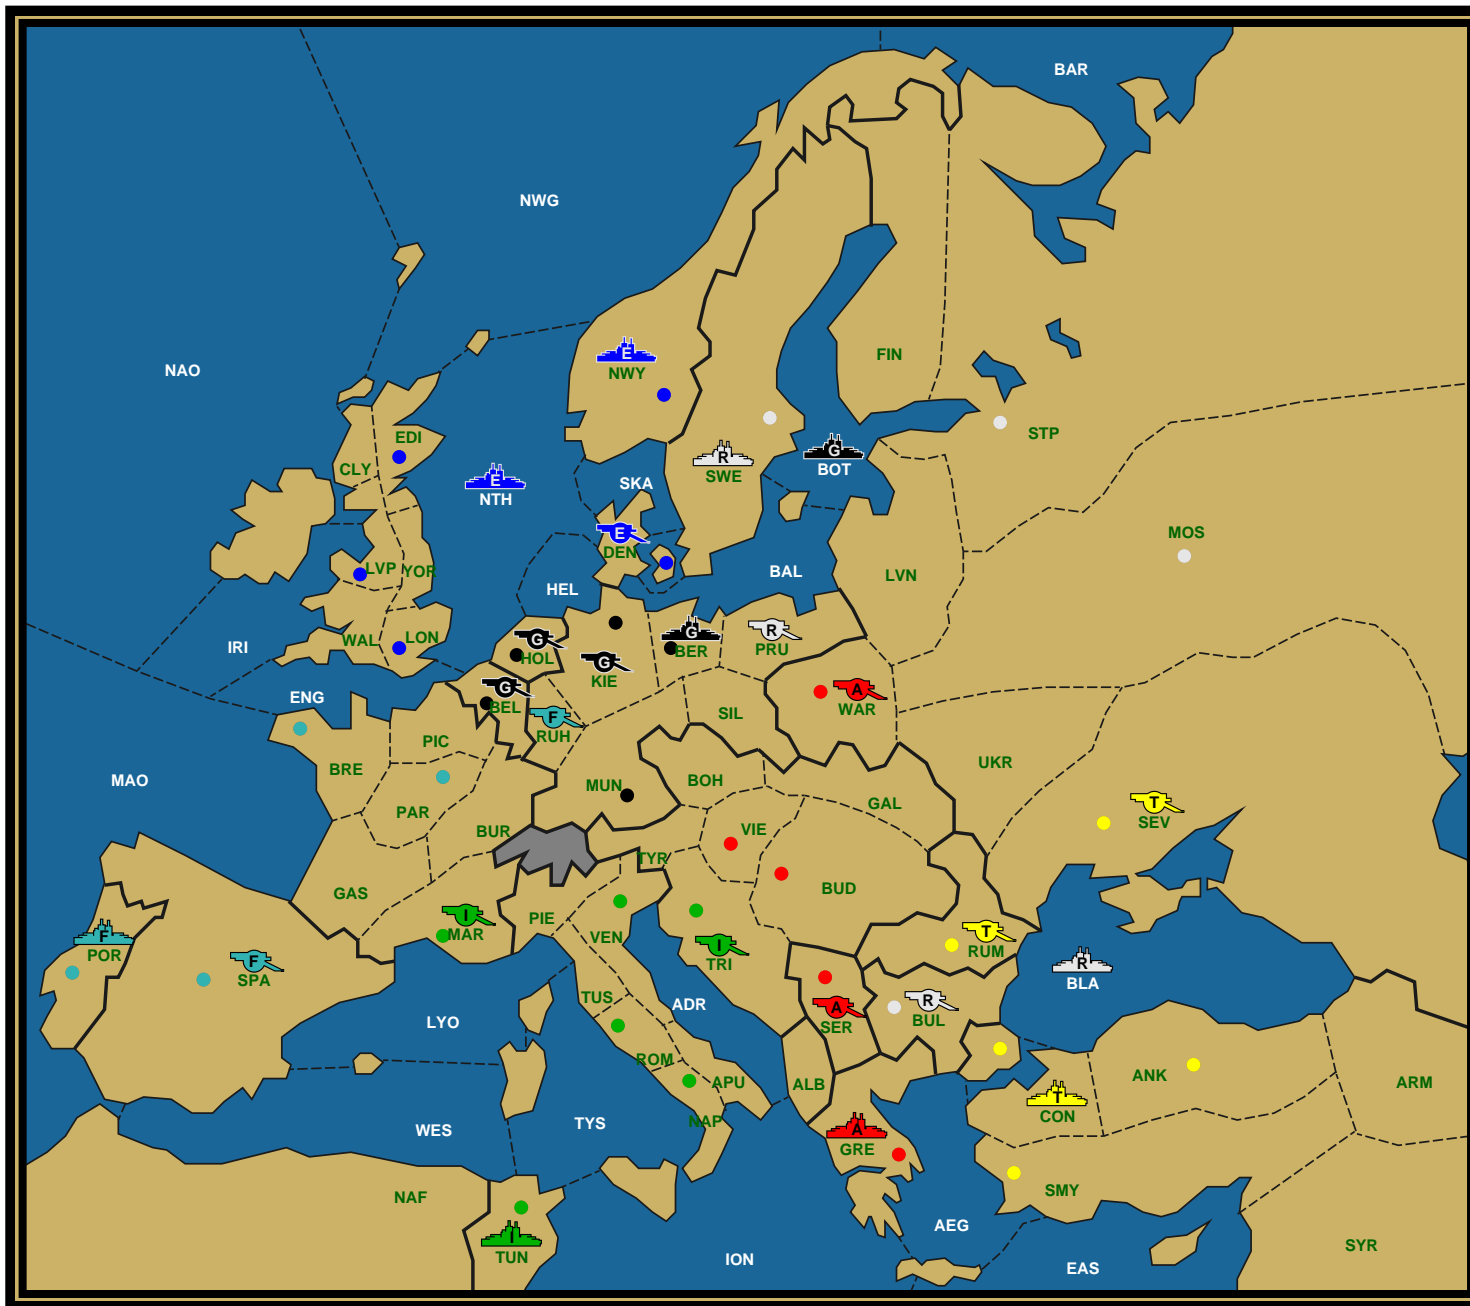 BAR
NWG
NAO
FIN
E
NWY
STP
EDI
CLY
R
SWE
G
BOT
E
NTH
SKA
MOS
E
DEN
LVP
YOR
BAL
LVN
HEL
IRI
WAL
LON
G
HOL
G
BER
R
PRU
G
KIE
ENG
G
BEL
F
RUH
SIL
A
WAR
PIC
UKR
BRE
MAO
MUN
BOH
GAL
PAR
T
SEV
BUR
VIE
TYR
BUD
GAS
I
MAR
PIE
VEN
F
POR
I
TRI
T
RUM
F
SPA
R
BLA
TUS
ADR
R
BUL
A
SER
LYO
ROM
APU
ALB
ANK
ARM
T
CON
WES
TYS
NAP
A
GRE
NAF
SMY
AEG
I
TUN
ION
SYR
EAS